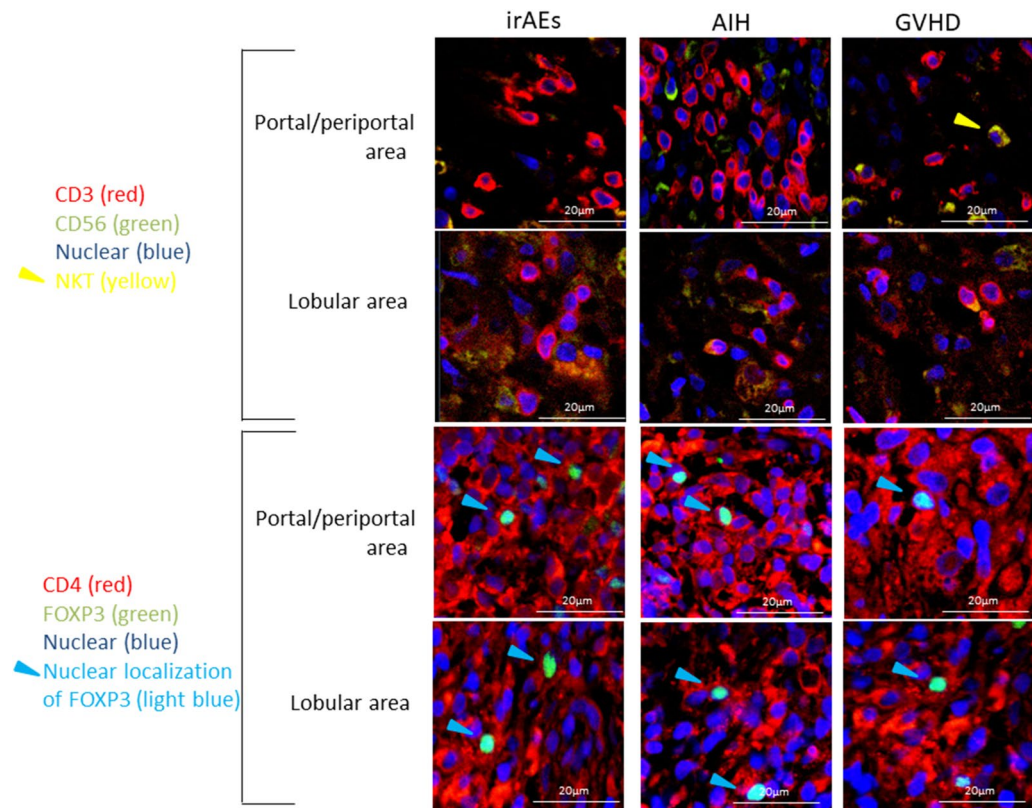 irAEs
AIH
GVHD
Portal/periportal
area
CD3 (red)
CD56 (green)
Nuclear (blue)
NKT (yellow)
Lobular area
20μm
20μm
20μm
20μm
20μm
20μm
Portal/periportal
area
CD4 (red)
FOXP3 (green)
Nuclear (blue)
Nuclear localization
of FOXP3 (light blue)
Lobular area
20μm
20μm
20μm
20μm
20μm
20μm